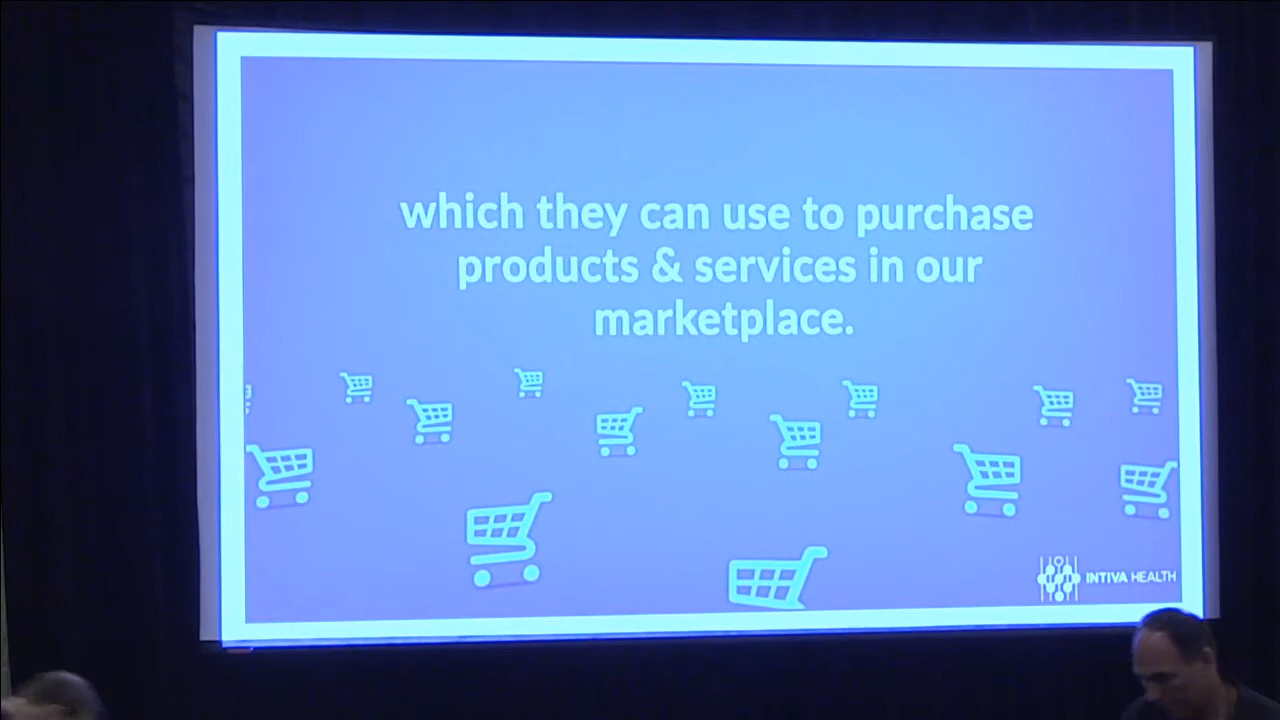 which they can use to purchase
products & services in our
marketplace.
INTIVA HEALTH